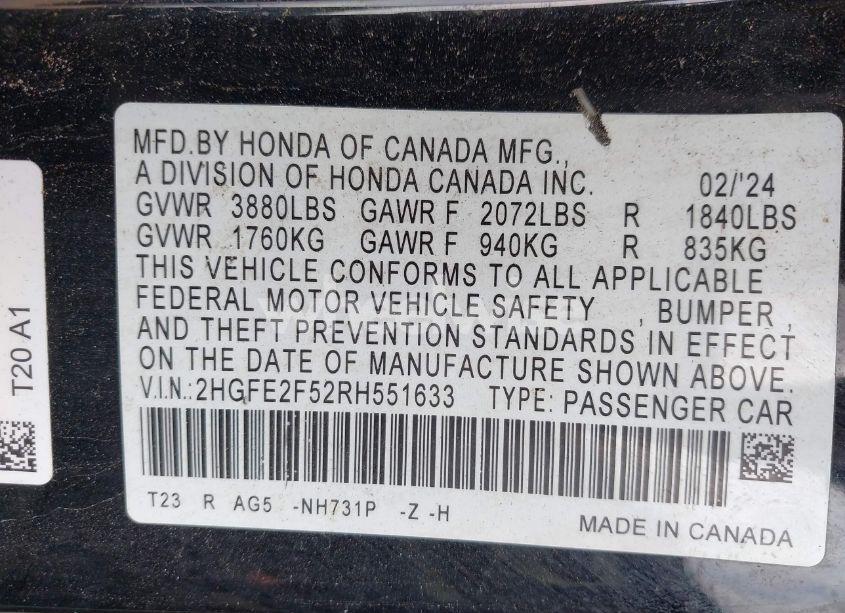 MFD.BY HONDA OF CANADA MFG.,
A DIVISION OF HONDA CANADA INC. 02/'24
GVWR 3880LBS GAWR F 2072LBS R 1840LBS
GVWR 1760KG GAWR F 940KG R 835KG
THIS VEHICLE CONFORMS TO ALL APPLICABLE
FEDERAL MOTOR VEHICLE SAFETY , BUMPER ,
AND THEFT PREVENTION STANDARDS IN EFFECT
ON THE DATE OF MANUFACTURE SHOWN ABOVE.
V.I.N.:2HGFE2F52RH551633 TYPE: PASSENGER CAR
T23 R AG5 -NH731P -Z -H
MADE IN CANADA
T20 A1